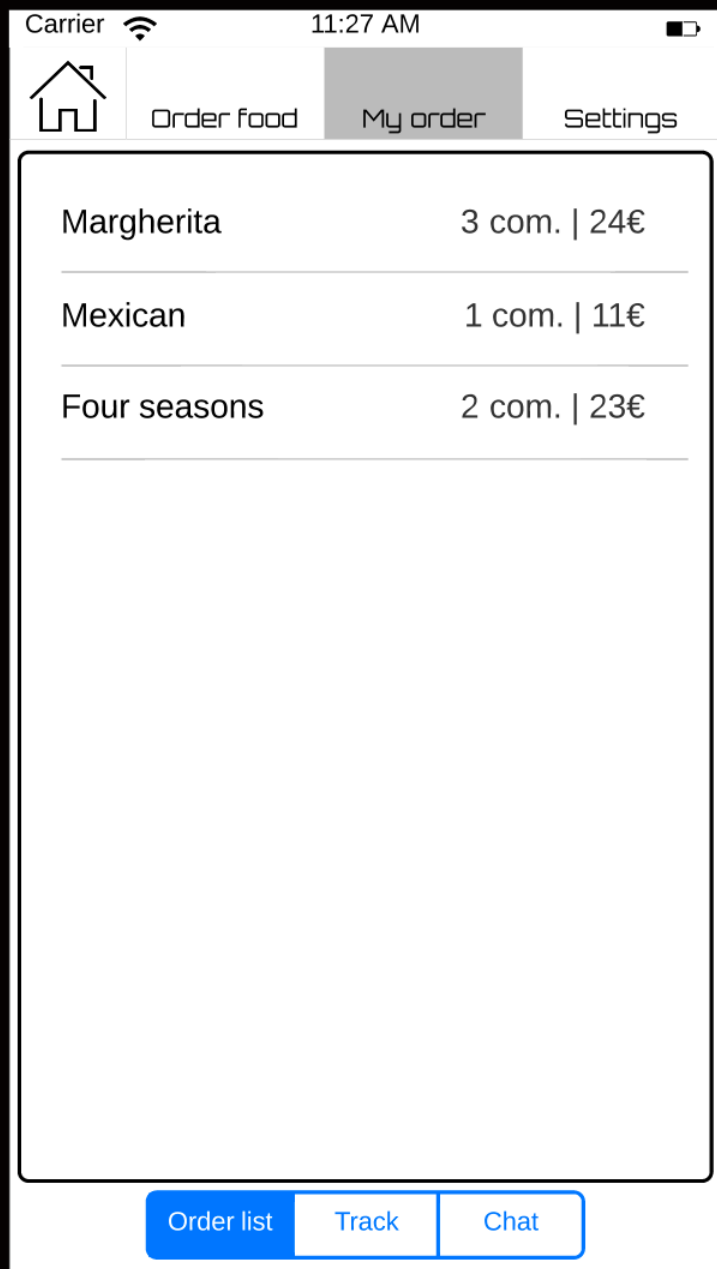 Carrier 11:27 AM
Order food My order Settings
Margherita 3 com. | 24€
Mexican 1 com. | 11€
Four seasons 2 com. | 23€
Order list Track Chat